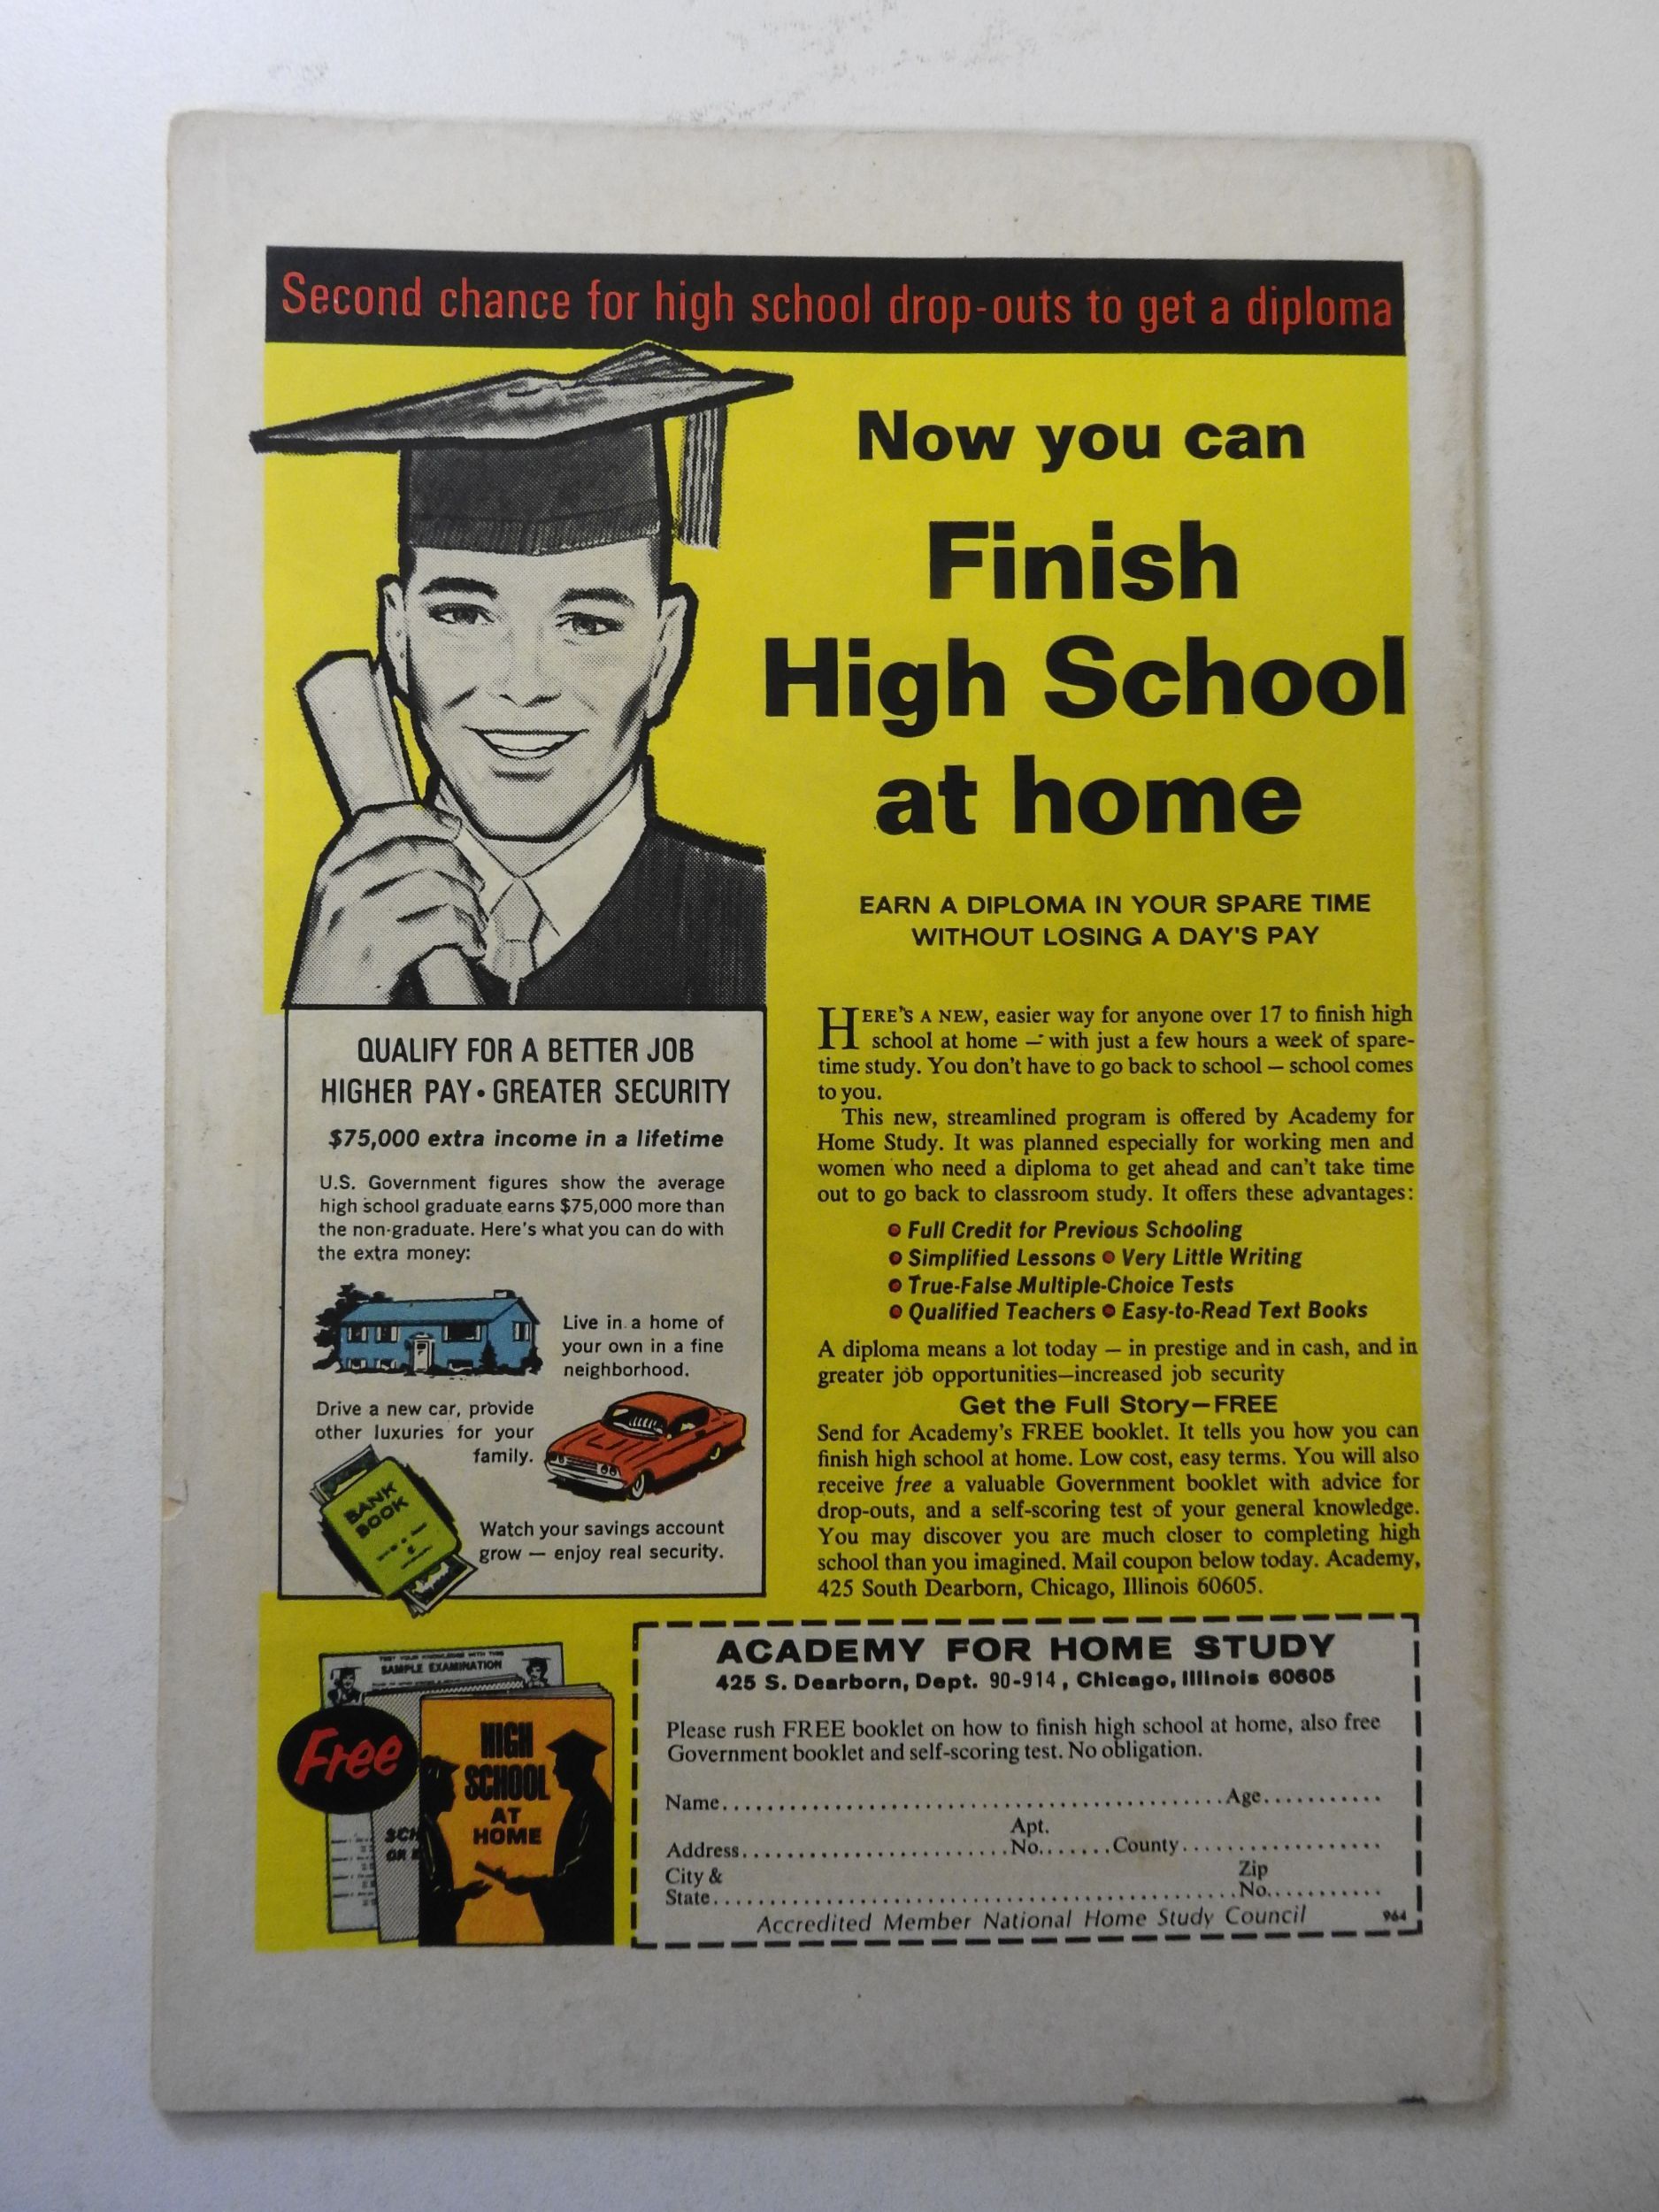 Second chance for high school drop-outs to get a diploma
Now you can
Finish
High School
at home
EARN A DIPLOMA IN YOUR SPARE TIME
WITHOUT LOSING A DAY'S PAY
QUALIFY FOR A BETTER JOB
HIGHER PAY • GREATER SECURITY
$75,000 extra income in a lifetime
U.S. Government figures show the average
high school graduate earns $75,000 more than
the non-graduate. Here's what you can do with
the extra money:
Live in a home of
your own in a fine
neighborhood.
Drive a new car, provide
other luxuries for your
family.
BANK
BOOK
Watch your savings account
grow — enjoy real security.
HERE'S A NEW, easier way for anyone over 17 to finish high
school at home — with just a few hours a week of spare-
time study. You don't have to go back to school — school comes
to you.
This new, streamlined program is offered by Academy for
Home Study. It was planned especially for working men and
women who need a diploma to get ahead and can't take time
out to go back to classroom study. It offers these advantages:
• Full Credit for Previous Schooling
• Simplified Lessons • Very Little Writing
• True-False Multiple-Choice Tests
• Qualified Teachers • Easy-to-Read Text Books
A diploma means a lot today — in prestige and in cash, and in
greater job opportunities—increased job security
Get the Full Story—FREE
Send for Academy's FREE booklet. It tells you how you can
finish high school at home. Low cost, easy terms. You will also
receive free a valuable Government booklet with advice for
drop-outs, and a self-scoring test of your general knowledge.
You may discover you are much closer to completing high
school than you imagined. Mail coupon below today. Academy,
425 South Dearborn, Chicago, Illinois 60605.
TEST YOUR KNOWLEDGE WITH THIS
SAMPLE EXAMINATION
Free
SCH
OR
HIGH
SCHOOL
AT
HOME
ACADEMY FOR HOME STUDY
425 S. Dearborn, Dept. 90-914, Chicago, Illinois 60605
Please rush FREE booklet on how to finish high school at home, also free
Government booklet and self-scoring test. No obligation.
Name Age
Apt.
Address No. County
City & Zip
State No.
Accredited Member National Home Study Council 964